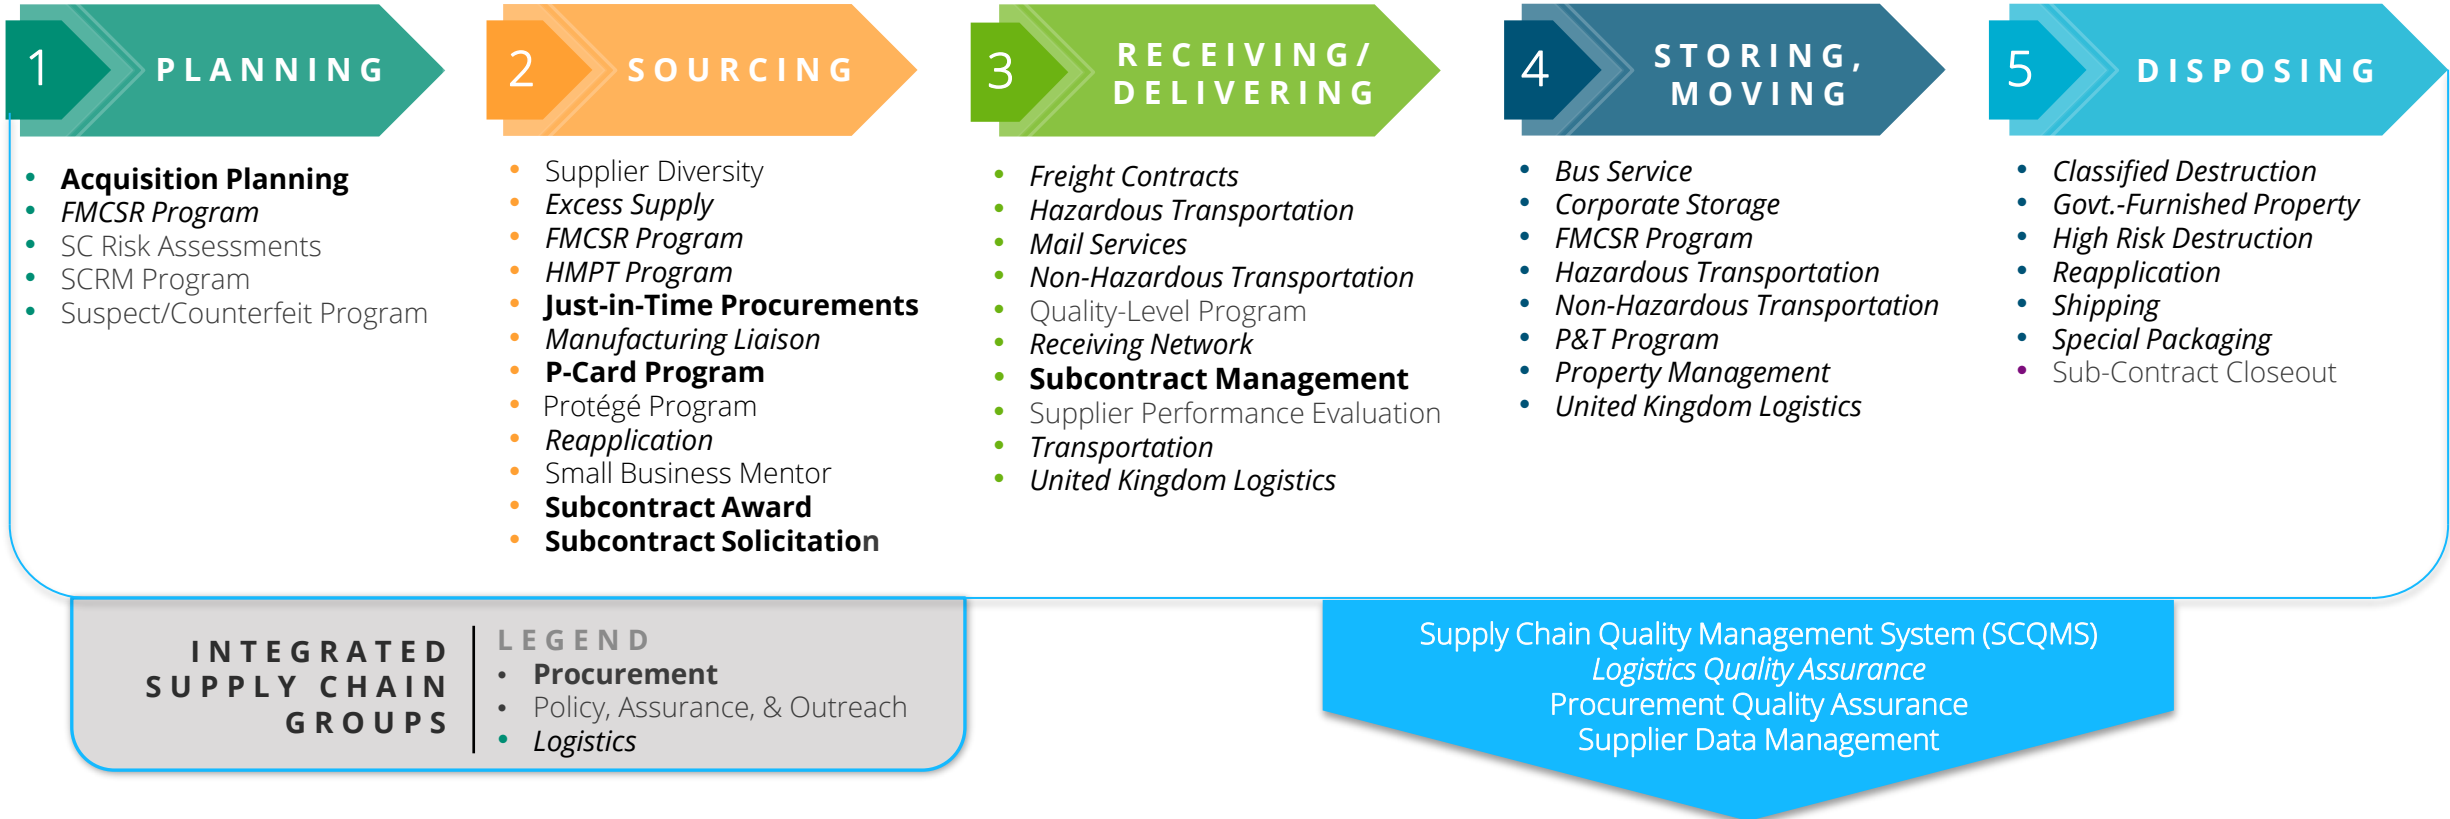 1
PLANNING
• Acquisition Planning
• FMCSR Program
• SC Risk Assessments
• SCRM Program
• Suspect/Counterfeit Program
2
SOURCING
• Supplier Diversity
• Excess Supply
• FMCSR Program
• HMPT Program
• Just-in-Time Procurements
• Manufacturing Liaison
• P-Card Program
• Protégé Program
• Reapplication
• Small Business Mentor
• Subcontract Award
• Subcontract Solicitation
3
RECEIVING/
DELIVERING
• Freight Contracts
• Hazardous Transportation
• Mail Services
• Non-Hazardous Transportation
• Quality-Level Program
• Receiving Network
• Subcontract Management
• Supplier Performance Evaluation
• Transportation
• United Kingdom Logistics
4
STORING,
MOVING
• Bus Service
• Corporate Storage
• FMCSR Program
• Hazardous Transportation
• Non-Hazardous Transportation
• P&T Program
• Property Management
• United Kingdom Logistics
5
DISPOSING
• Classified Destruction
• Govt.-Furnished Property
• High Risk Destruction
• Reapplication
• Shipping
• Special Packaging
• Sub-Contract Closeout
INTEGRATED
SUPPLY CHAIN
GROUPS
LEGEND
• Procurement
• Policy, Assurance, & Outreach
• Logistics
Supply Chain Quality Management System (SCQMS)
Logistics Quality Assurance
Procurement Quality Assurance
Supplier Data Management